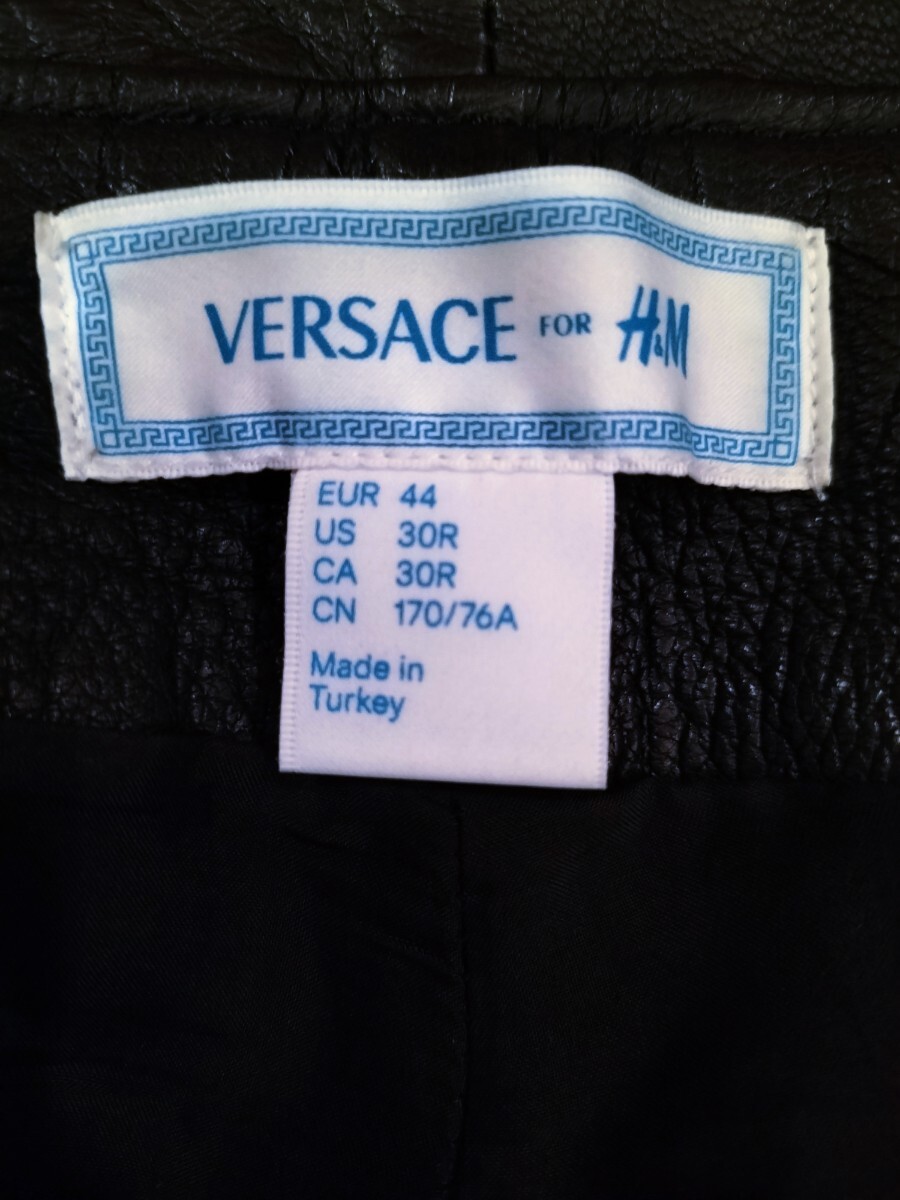 VERSACE FOR H&M
EUR 44
US 30R
CA 30R
CN 170/76A
Made in
Turkey